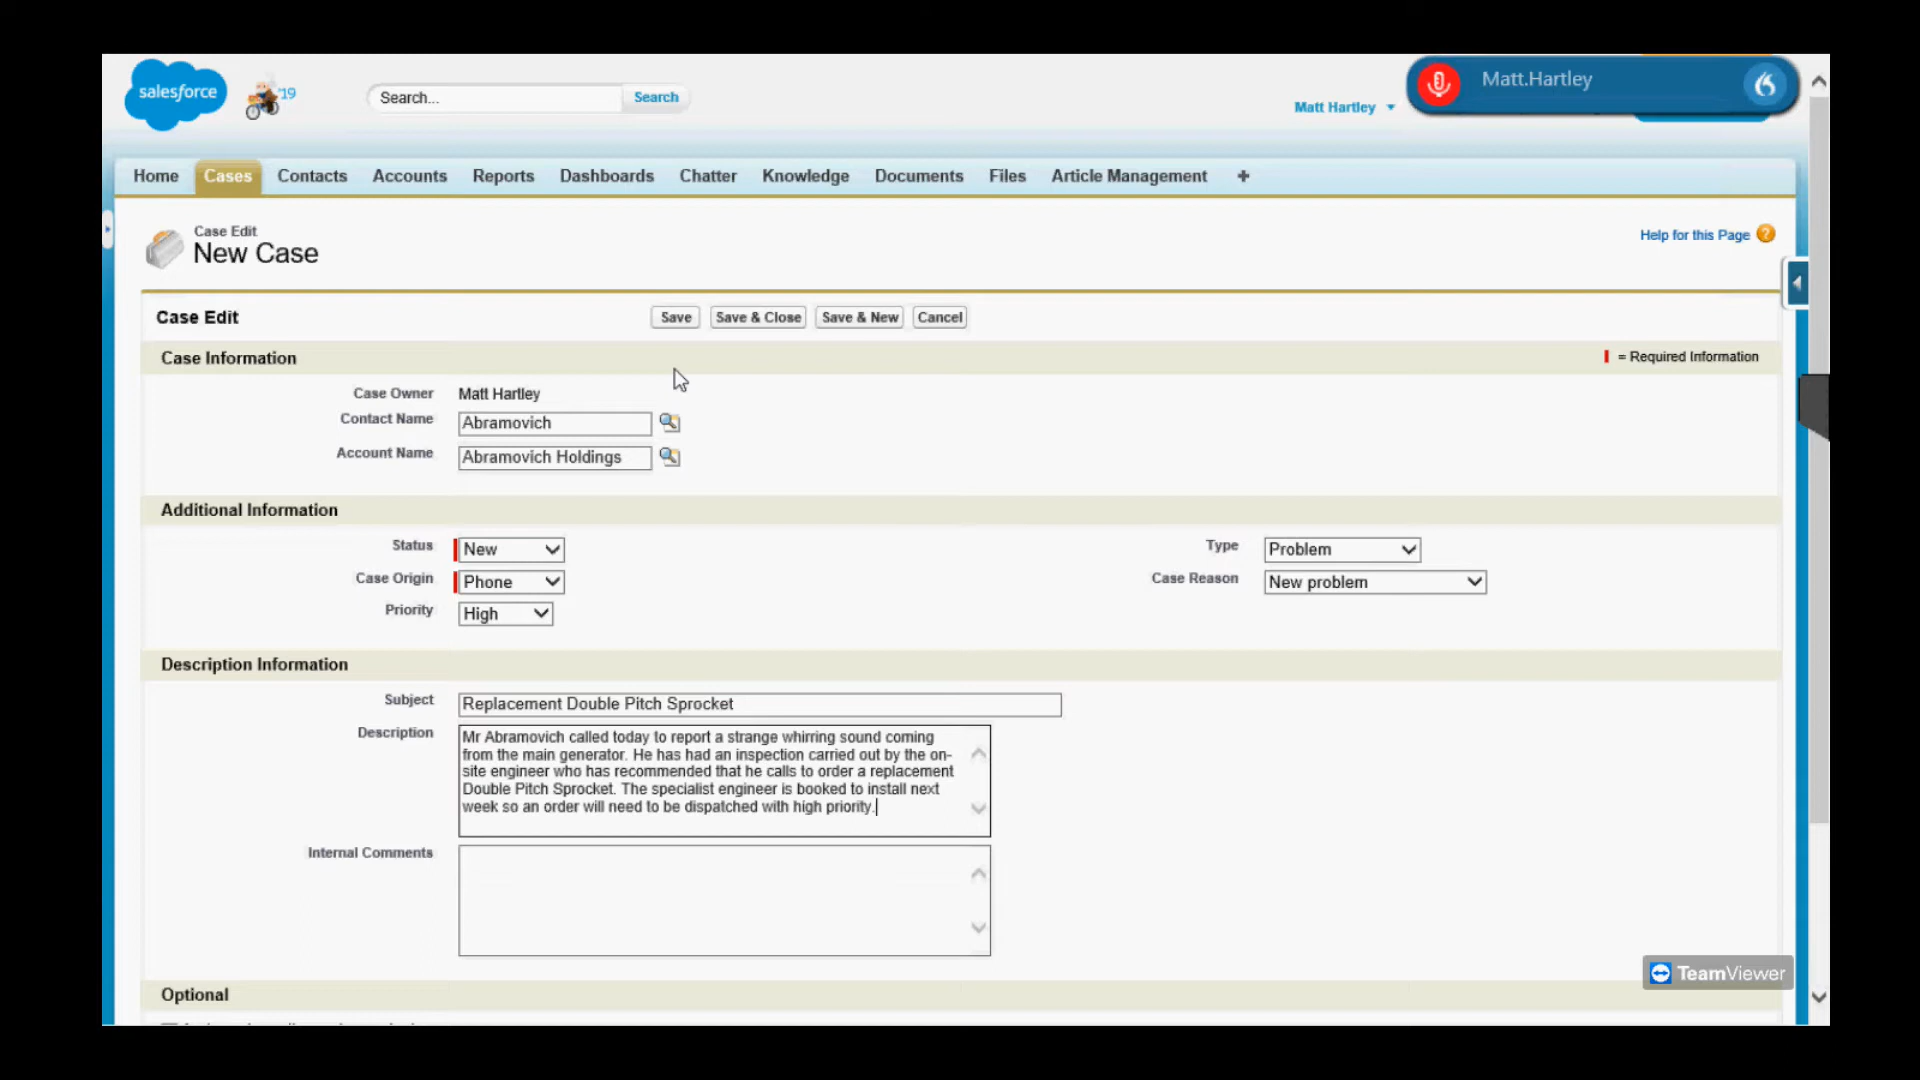 salesforce
'19
Search...
Search
Matt Hartley
Matt.Hartley
Home Cases Contacts Accounts Reports Dashboards Chatter Knowledge Documents Files Article Management +
Case Edit
New Case
Help for this Page ?
Case Edit
Save
Save & Close
Save & New
Cancel
Case Information
= Required Information
Case Owner Matt Hartley
Contact Name Abramovich
Account Name Abramovich Holdings
Additional Information
Status New
Type Problem
Case Origin Phone
Case Reason New problem
Priority High
Description Information
Subject Replacement Double Pitch Sprocket
Description
Mr Abramovich called today to report a strange whirring sound coming
from the main generator. He has had an inspection carried out by the on-
site engineer who has recommended that he calls to order a replacement
Double Pitch Sprocket. The specialist engineer is booked to install next
week so an order will need to be dispatched with high priority.
Internal Comments
TeamViewer
Optional